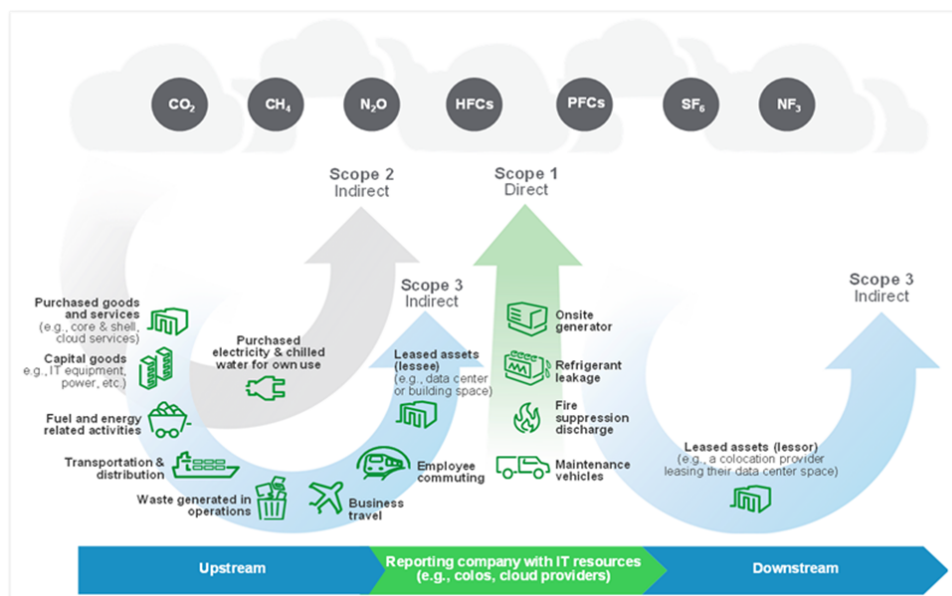 CO₂
CH₄
N₂O
HFCs
PFCs
SF₆
NF₃
Scope 2
Indirect
Scope 1
Direct
Scope 3
Indirect
Scope 3
Indirect
Purchased goods
and services
(e.g., core & shell,
cloud services)
Capital goods
e.g., IT equipment,
power, etc.)
Fuel and energy
related activities
Transportation &
distribution
Waste generated in
operations
Business
travel
Employee
commuting
Leased assets
(lessee)
(e.g., data center
or building space)
Purchased
electricity & chilled
water for own use
Onsite
generator
Refrigerant
leakage
Fire
suppression
discharge
Maintenance
vehicles
Leased assets (lessor)
(e.g., a colocation provider
leasing their data center space)
Upstream
Reporting company with IT resources
(e.g., colos, cloud providers)
Downstream